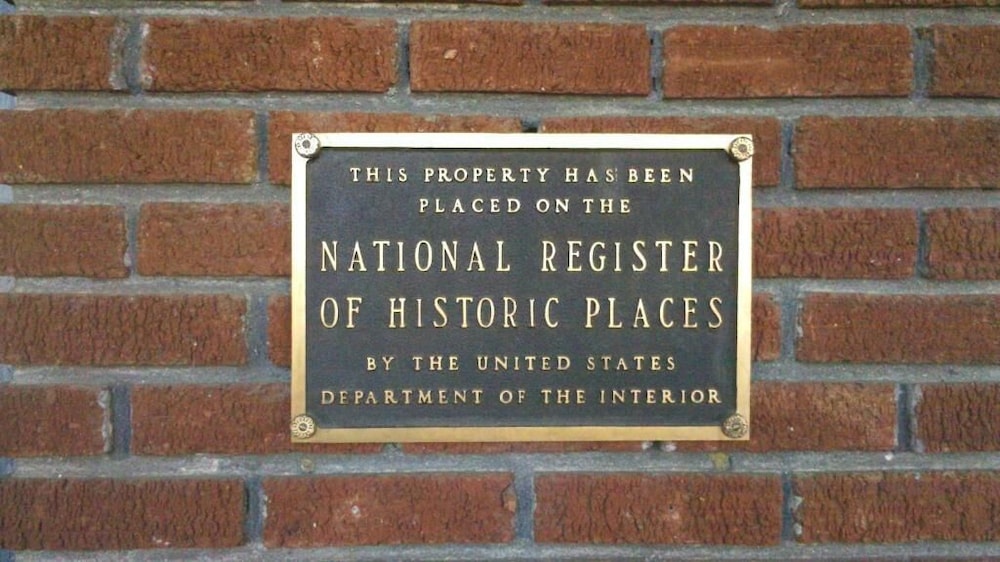 THIS PROPERTY HAS BEEN
PLACED ON THE
NATIONAL REGISTER
OF HISTORIC PLACES
BY THE UNITED STATES
DEPARTMENT OF THE INTERIOR